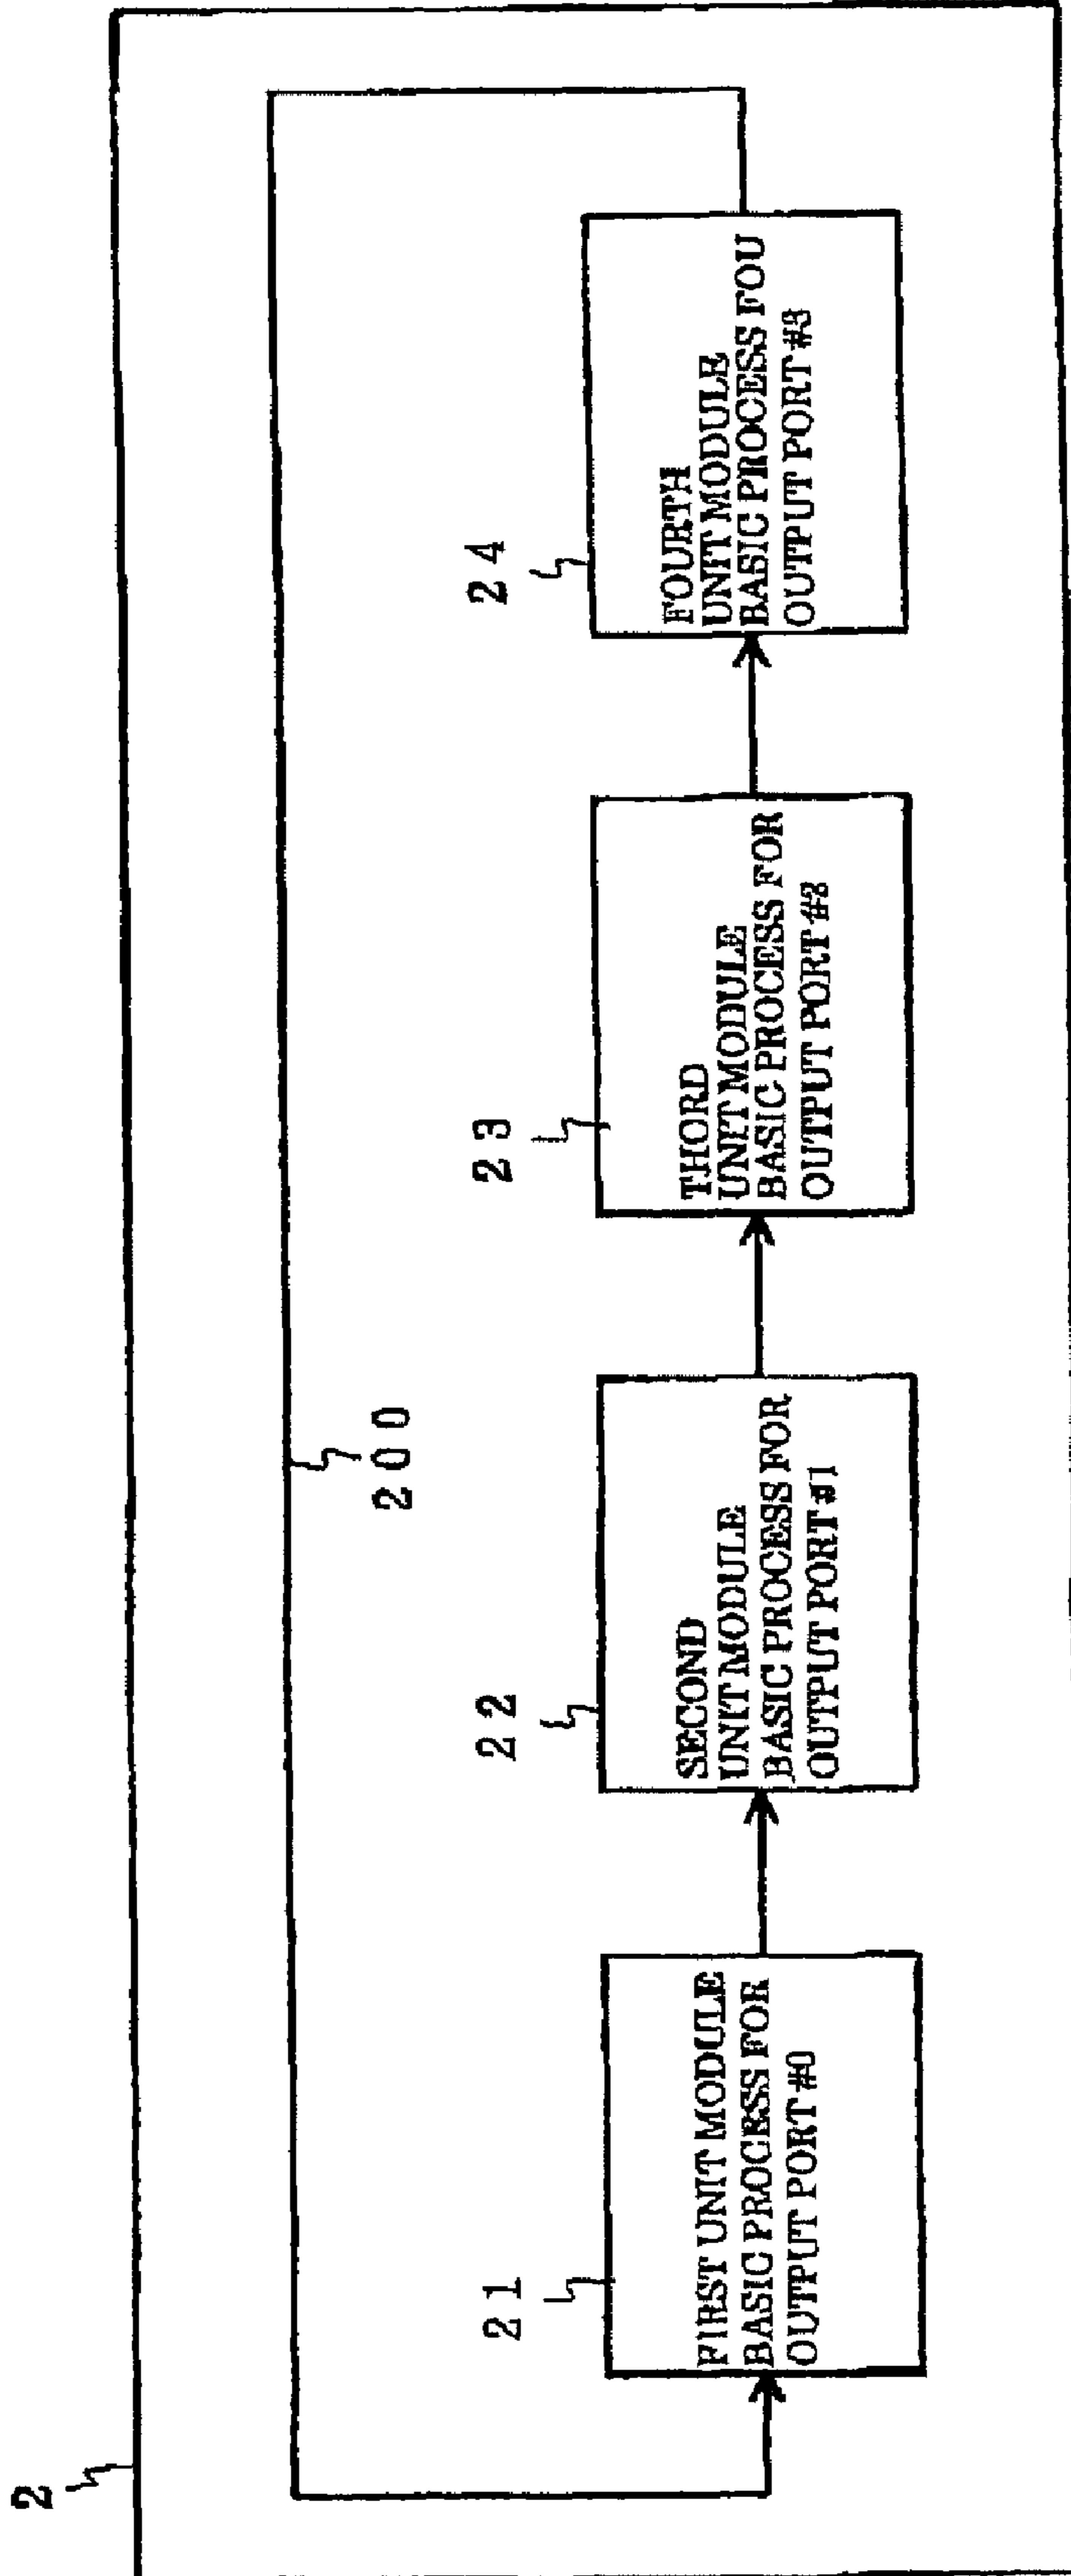 2
200
21
FIRST UNIT MODULE
BASIC PROCESS FOR
OUTPUT PORT #0
22
SECOND
UNIT MODULE
BASIC PROCESS FOR
OUTPUT PORT #1
23
THORD
UNIT MODULE
BASIC PROCESS FOR
OUTPUT PORT #2
24
FOURTH
UNIT MODULE
BASIC PROCESS FOU
OUTPUT PORT #3